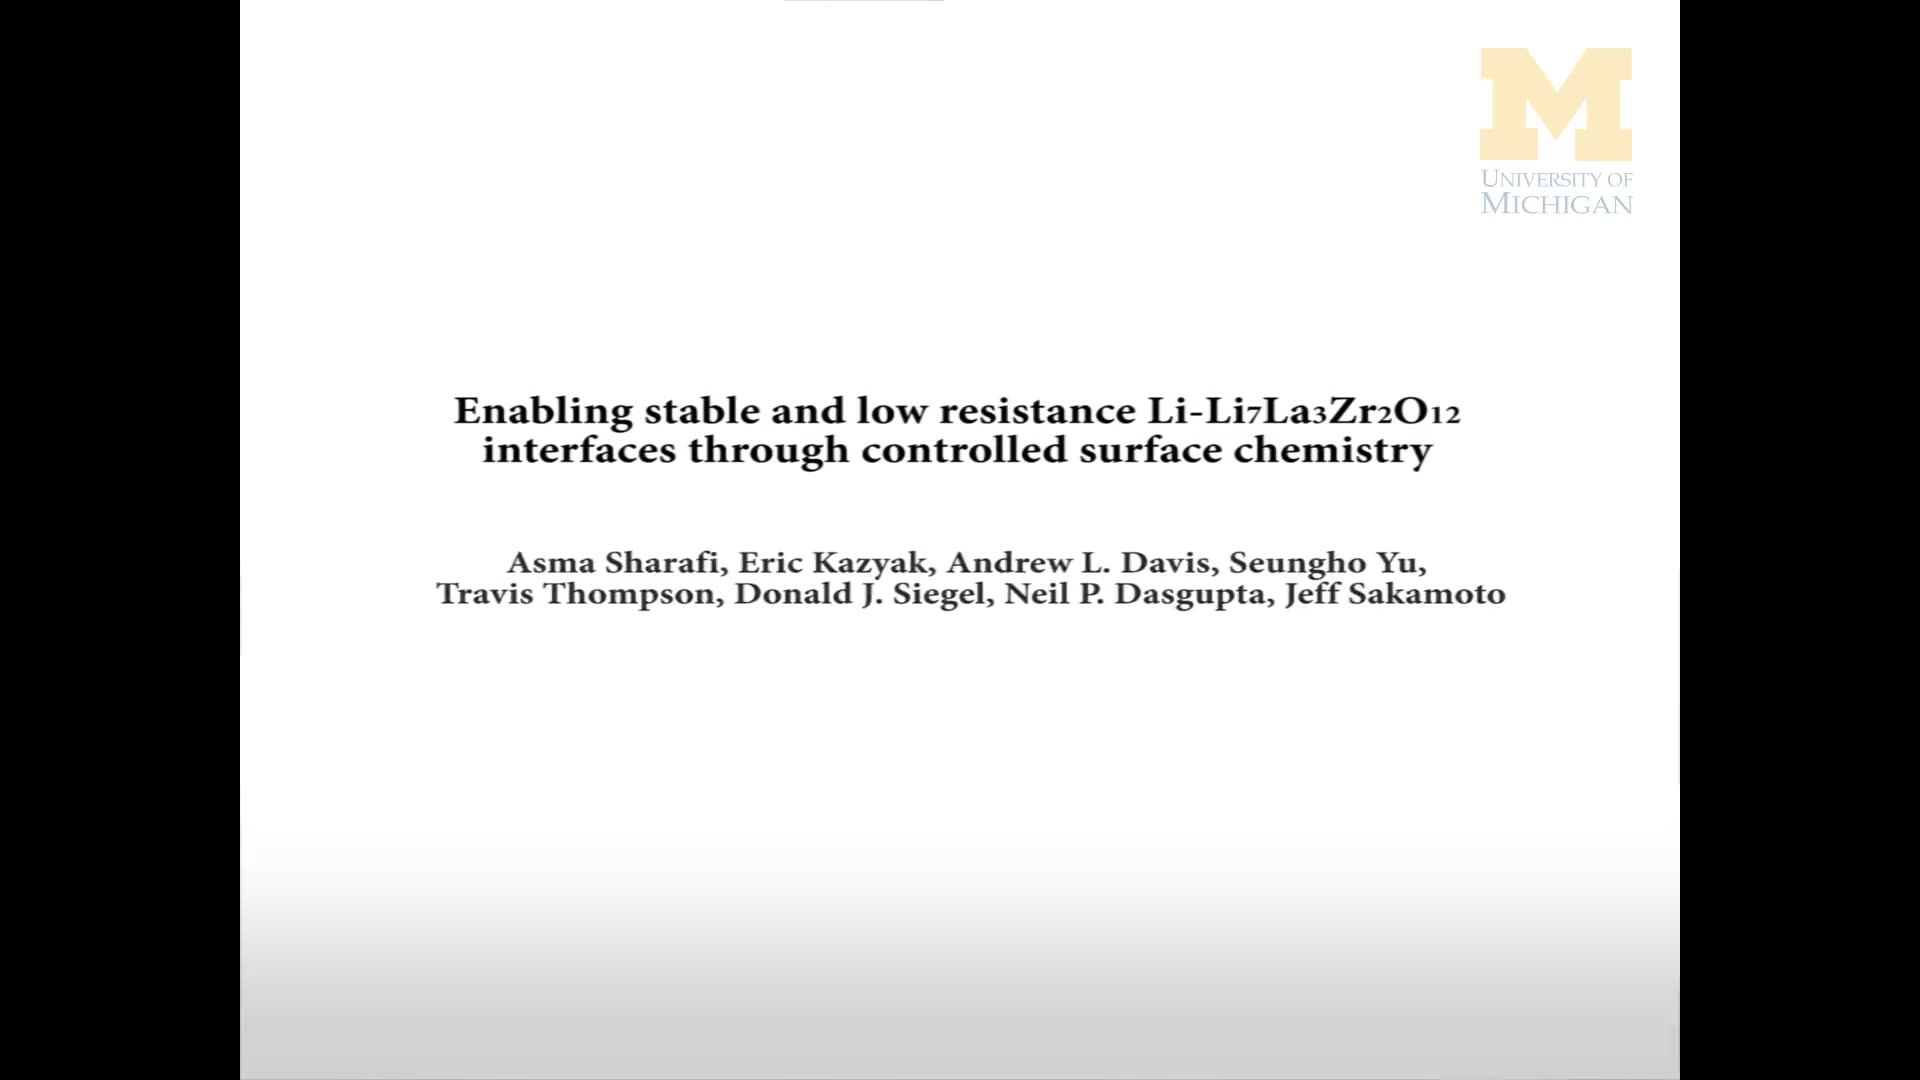 M
UNIVERSITY OF
MICHIGAN
Enabling stable and low resistance Li-Li7La3Zr2O12
interfaces through controlled surface chemistry
Asma Sharafi, Eric Kazyak, Andrew L. Davis, Seungho Yu,
Travis Thompson, Donald J. Siegel, Neil P. Dasgupta, Jeff Sakamoto